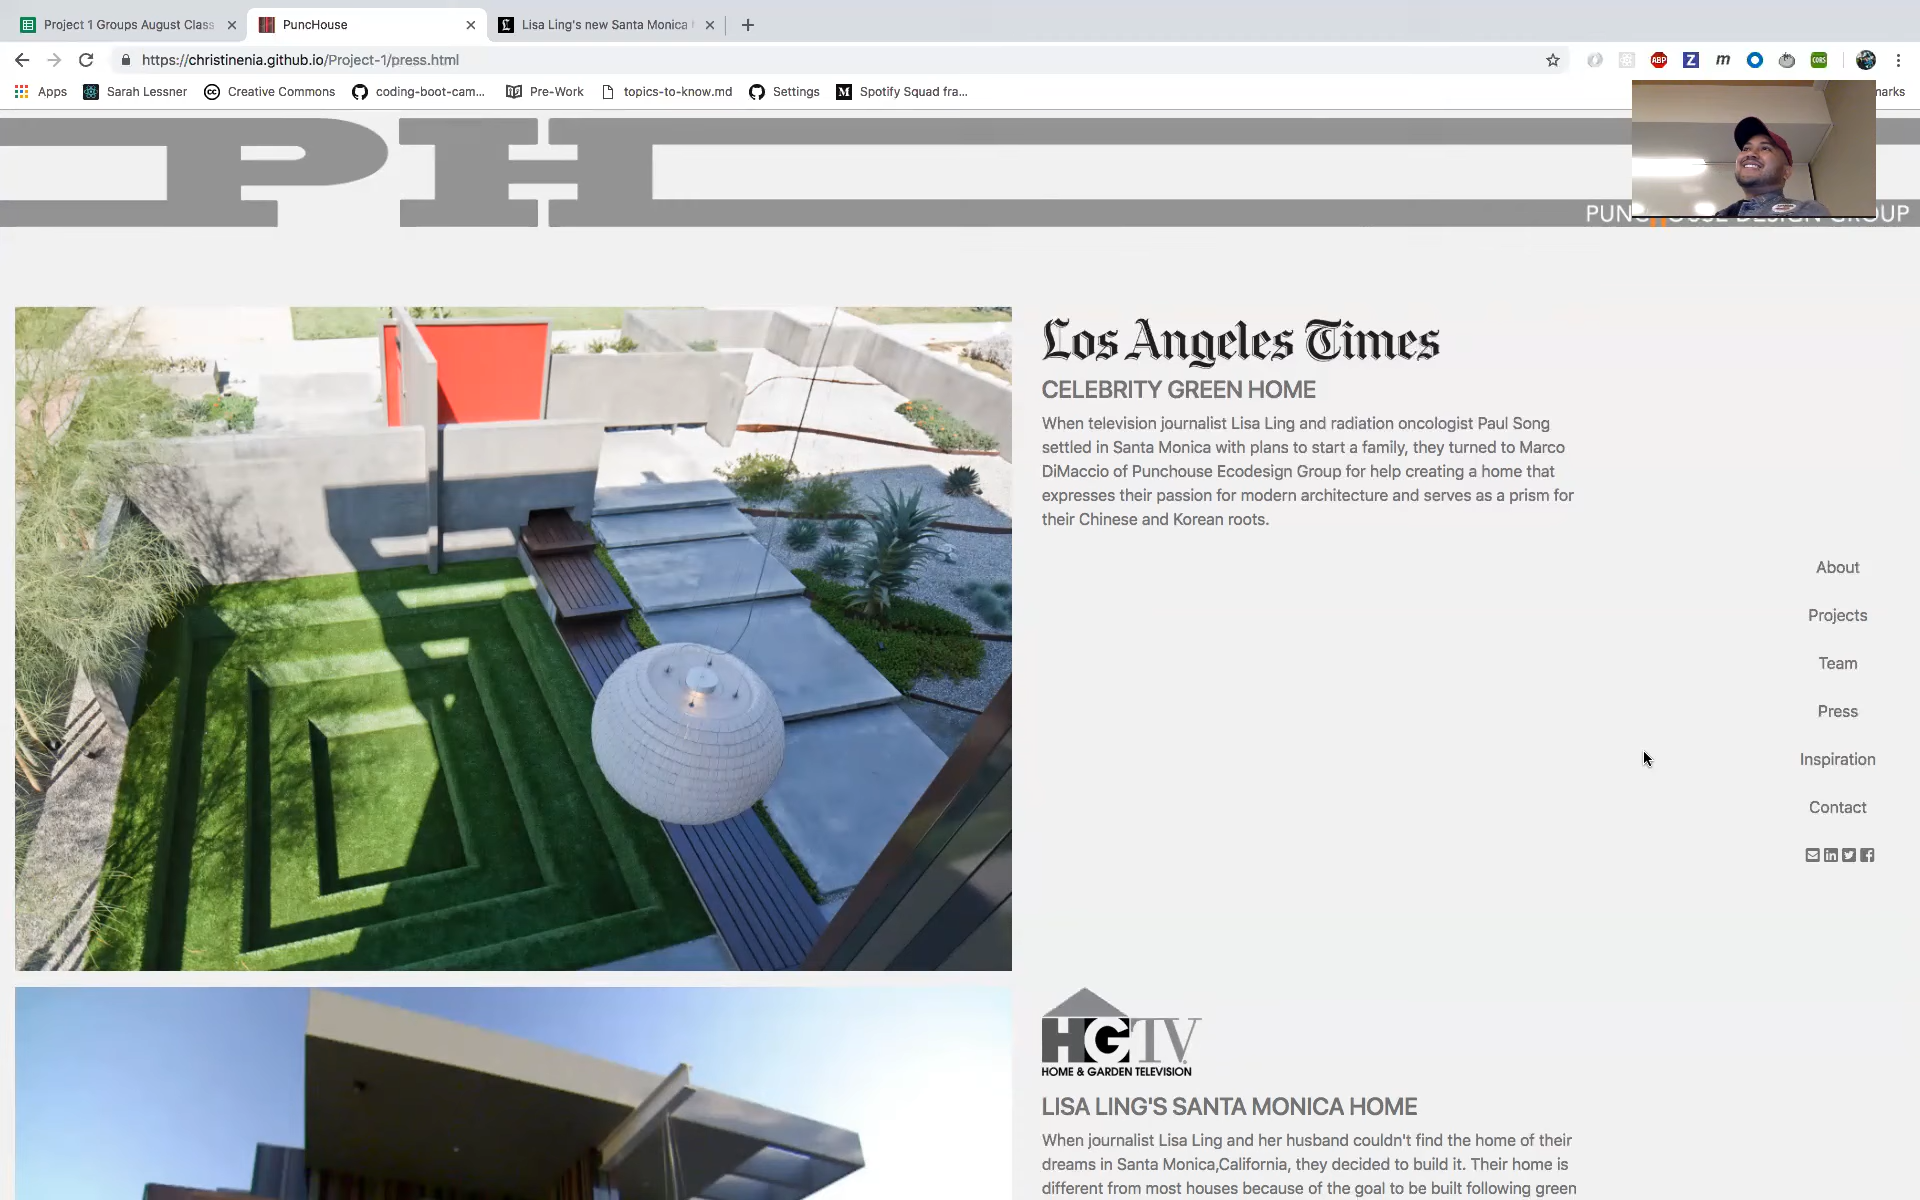 Project 1 Groups August Class
PuncHouse
Lisa Ling's new Santa Monica
https://christinenia.github.io/Project-1/press.html
ABP
Z
m
CORS
Apps
Sarah Lessner
Creative Commons
coding-boot-cam...
Pre-Work
topics-to-know.md
Settings
M
Spotify Squad fra...
PH
Los Angeles Times
CELEBRITY GREEN HOME
When television journalist Lisa Ling and radiation oncologist Paul Song
settled in Santa Monica with plans to start a family, they turned to Marco
DiMaccio of Punchouse Ecodesign Group for help creating a home that
expresses their passion for modern architecture and serves as a prism for
their Chinese and Korean roots.
About
Projects
Team
Press
Inspiration
Contact
HGTV
HOME & GARDEN TELEVISION
LISA LING'S SANTA MONICA HOME
When journalist Lisa Ling and her husband couldn't find the home of their
dreams in Santa Monica,California, they decided to build it. Their home is
different from most houses because of the goal to be built following green